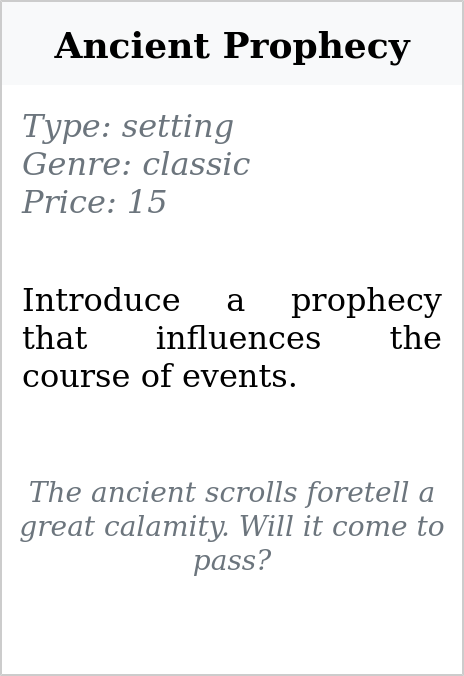 Ancient Prophecy
Type: setting
Genre: classic
Price: 15
Introduce a prophecy
that influences the
course of events.
The ancient scrolls foretell a
great calamity. Will it come to
pass?